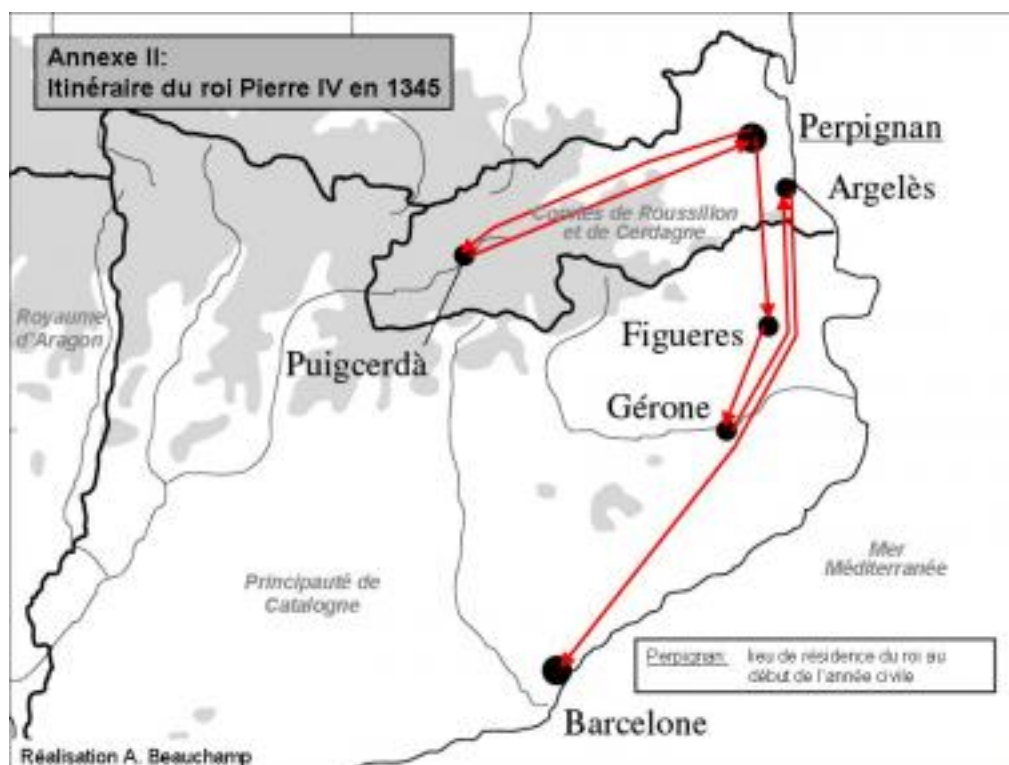 Annexe II:
Itinéraire du roi Pierre IV en 1345
Perpignan
Argelès
Comtés de Roussillon
et de Cerdagne
Royaume
d'Aragon
Figueres
Puigcerdà
Gérone
Mer
Méditerranée
Principauté de
Catalogne
Perpignan: lieu de résidence du roi au
début de l'année civile
Barcelone
Réalisation A. Beauchamp